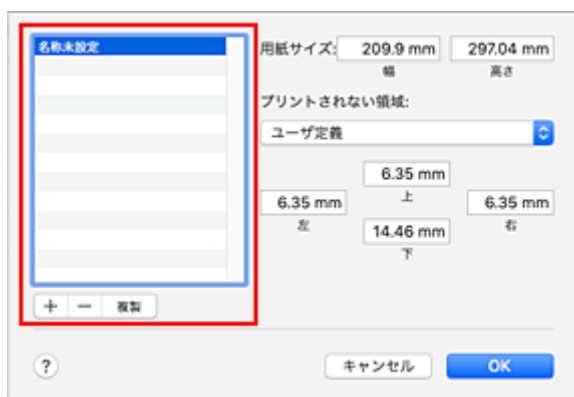 名称未設定
用紙サイズ: 209.9 mm 297.04 mm
幅 高さ
プリントされない領域:
ユーザ定義
6.35 mm
上
6.35 mm 6.35 mm
左 右
14.46 mm
下
+ − 複製
? キャンセル OK